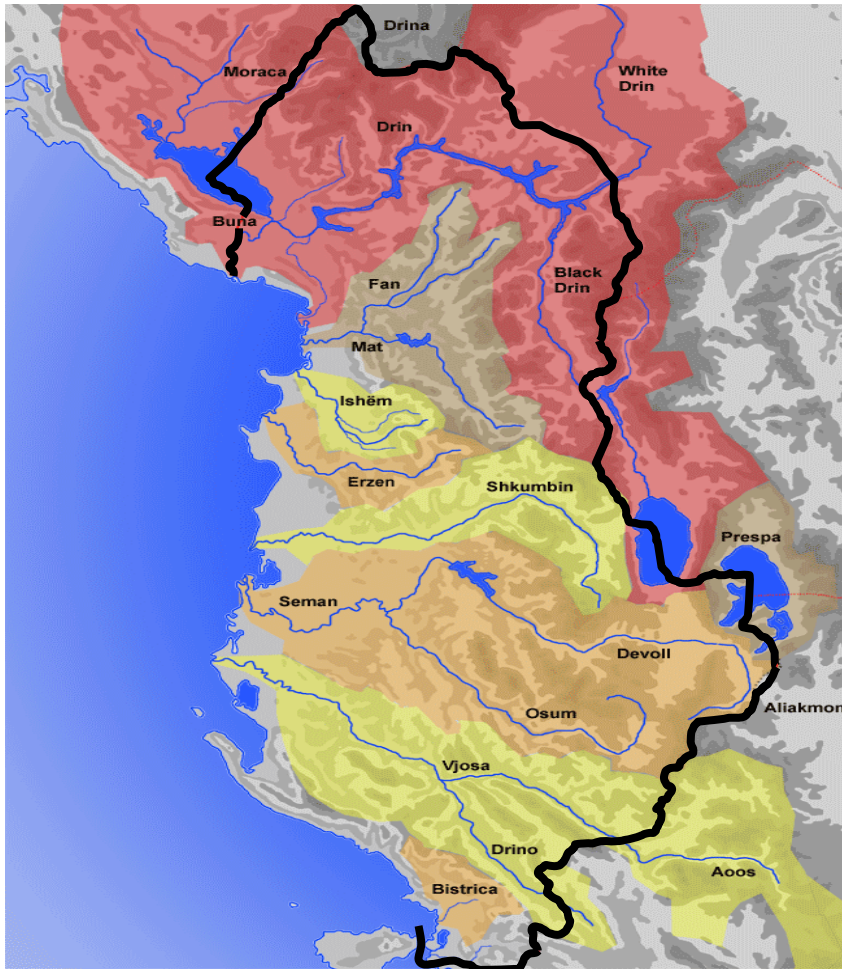 Drina
Moraca
White
Drin
Drin
Buna
Black
Drin
Fan
Mat
Ishëm
Erzen
Shkumbin
Prespa
Seman
Devoll
Aliakmon
Osum
Vjosa
Drino
Aoos
Bistrica